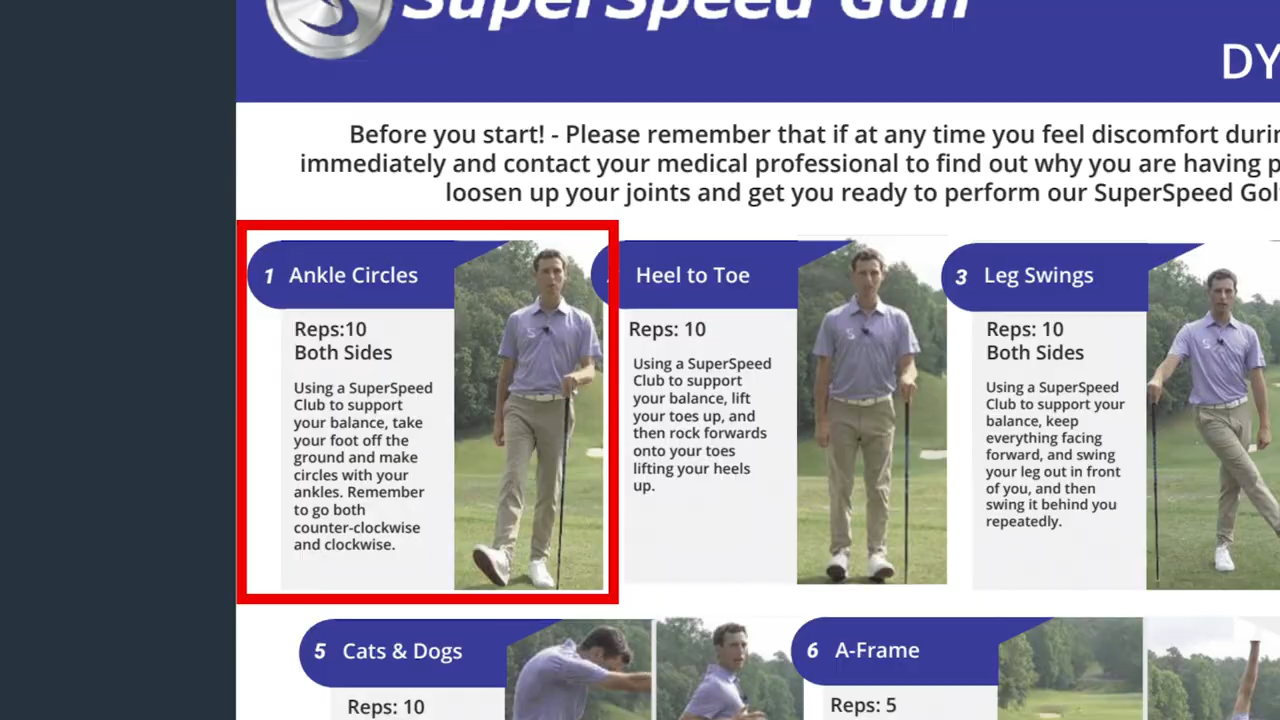 SuperSpeed Golf
DY
Before you start! - Please remember that if at any time you feel discomfort durin
immediately and contact your medical professional to find out why you are having p
loosen up your joints and get you ready to perform our SuperSpeed Gol
1 Ankle Circles
Reps:10
Both Sides
Using a SuperSpeed
Club to support
your balance, take
your foot off the
ground and make
circles with your
ankles. Remember
to go both
counter-clockwise
and clockwise.
Heel to Toe
Reps: 10
Using a SuperSpeed
Club to support
your balance, lift
your toes up, and
then rock forwards
onto your toes
lifting your heels
up.
3 Leg Swings
Reps: 10
Both Sides
Using a SuperSpeed
Club to support your
balance, keep
everything facing
forward, and swing
your leg out in front
of you, and then
swing it behind you
repeatedly.
5 Cats & Dogs
Reps: 10
6 A-Frame
Reps: 5